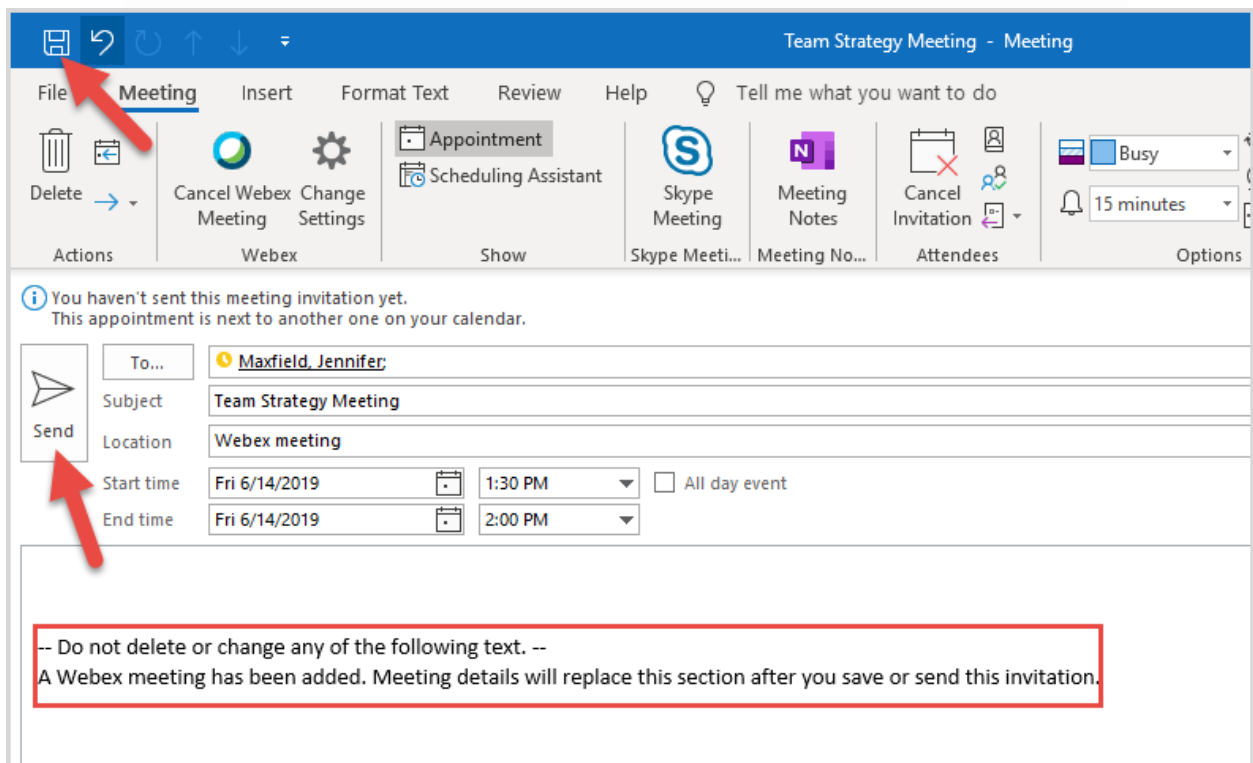 Team Strategy Meeting - Meeting
File Meeting Insert Format Text Review Help Tell me what you want to do
Delete
Actions
Cancel Webex Meeting
Change Settings
Webex
Appointment
Scheduling Assistant
Show
Skype Meeting
Skype Meeti...
Meeting Notes
Meeting No...
Cancel Invitation
Attendees
Busy
15 minutes
Options
You haven't sent this meeting invitation yet.
This appointment is next to another one on your calendar.
Send
To... Maxfield, Jennifer;
Subject Team Strategy Meeting
Location Webex meeting
Start time Fri 6/14/2019 1:30 PM All day event
End time Fri 6/14/2019 2:00 PM
-- Do not delete or change any of the following text. --
A Webex meeting has been added. Meeting details will replace this section after you save or send this invitation.